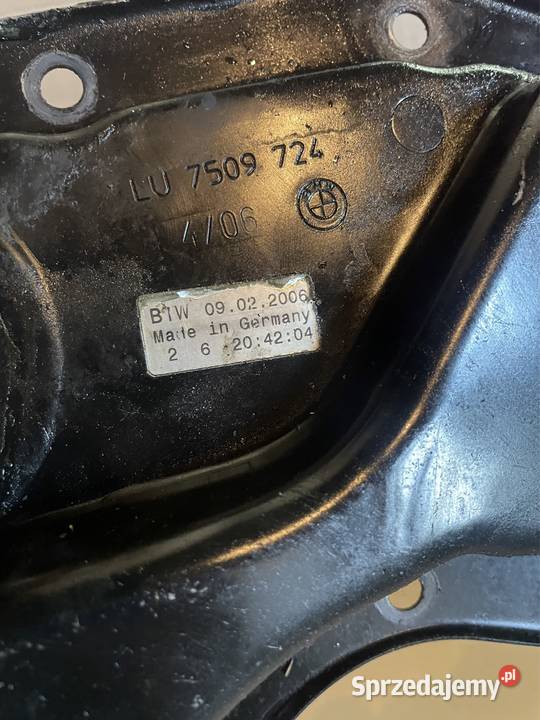 LU 7509 724
4/06
BMW
BTW 09.02.2006
Made in Germany
2 6 20:42:04
Sprzedajemy.pl